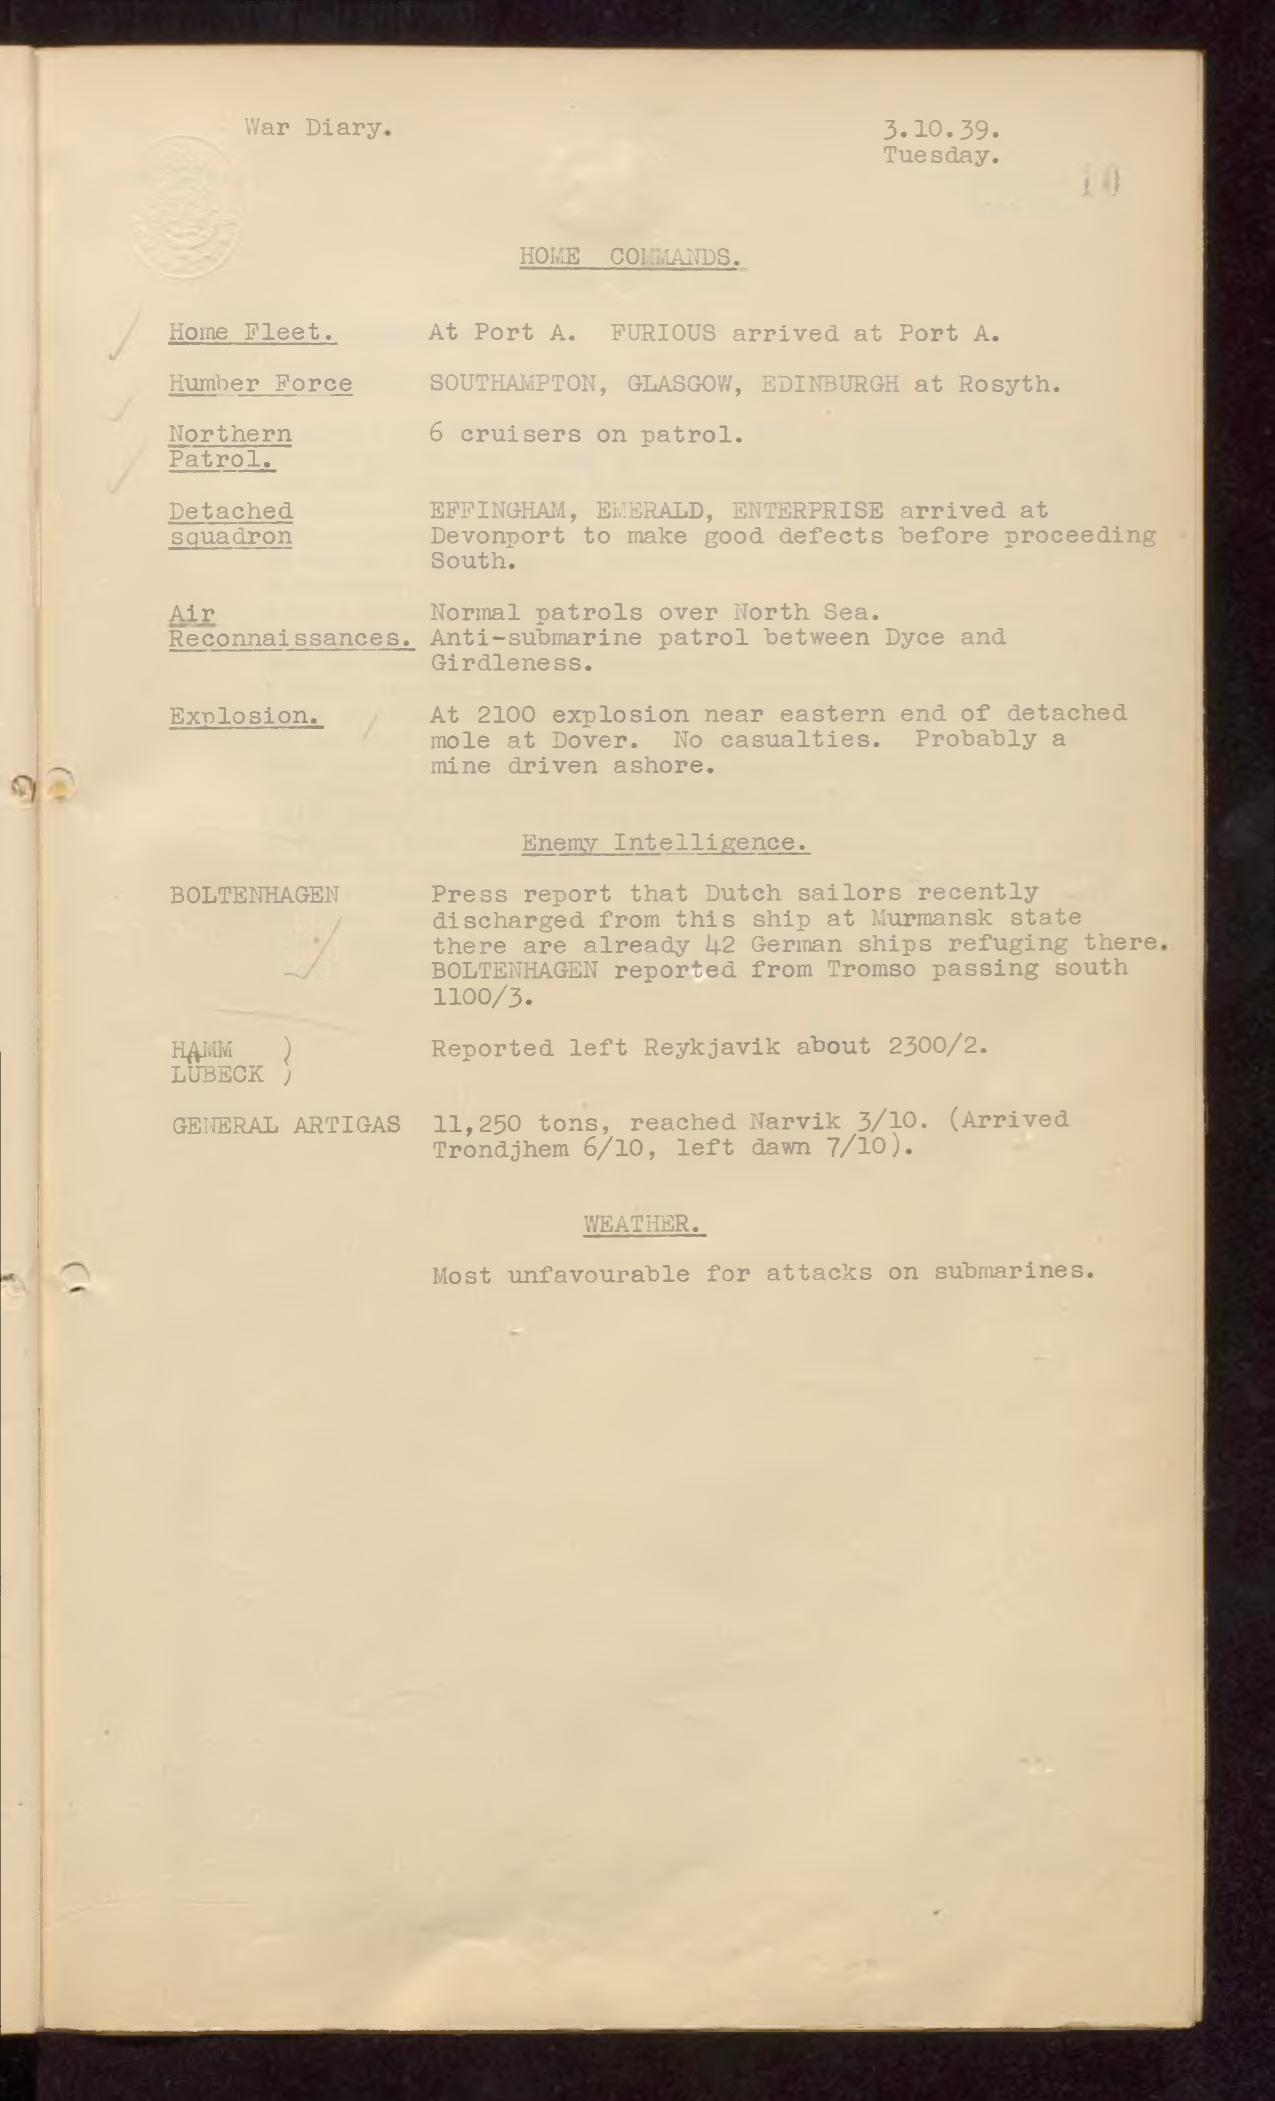 War Diary. 3.10.39.
Tuesday.
10
HOME COMMANDS.
Home Fleet. At Port A. FURIOUS arrived at Port A.
Humber Force SOUTHAMPTON, GLASGOW, EDINBURGH at Rosyth.
Northern 6 cruisers on patrol.
Patrol.
Detached EFFINGHAM, EMERALD, ENTERPRISE arrived at
squadron Devonport to make good defects before proceeding
South.
Air Normal patrols over North Sea.
Reconnaissances. Anti-submarine patrol between Dyce and
Girdleness.
Explosion. At 2100 explosion near eastern end of detached
mole at Dover. No casualties. Probably a
mine driven ashore.
Enemy Intelligence.
BOLTENHAGEN Press report that Dutch sailors recently
discharged from this ship at Murmansk state
there are already 42 German ships refuging there.
BOLTENHAGEN reported from Tromso passing south
1100/3.
HAMM ) Reported left Reykjavik about 2300/2.
LUBECK )
GENERAL ARTIGAS 11,250 tons, reached Narvik 3/10. (Arrived
Trondjhem 6/10, left dawn 7/10).
WEATHER.
Most unfavourable for attacks on submarines.